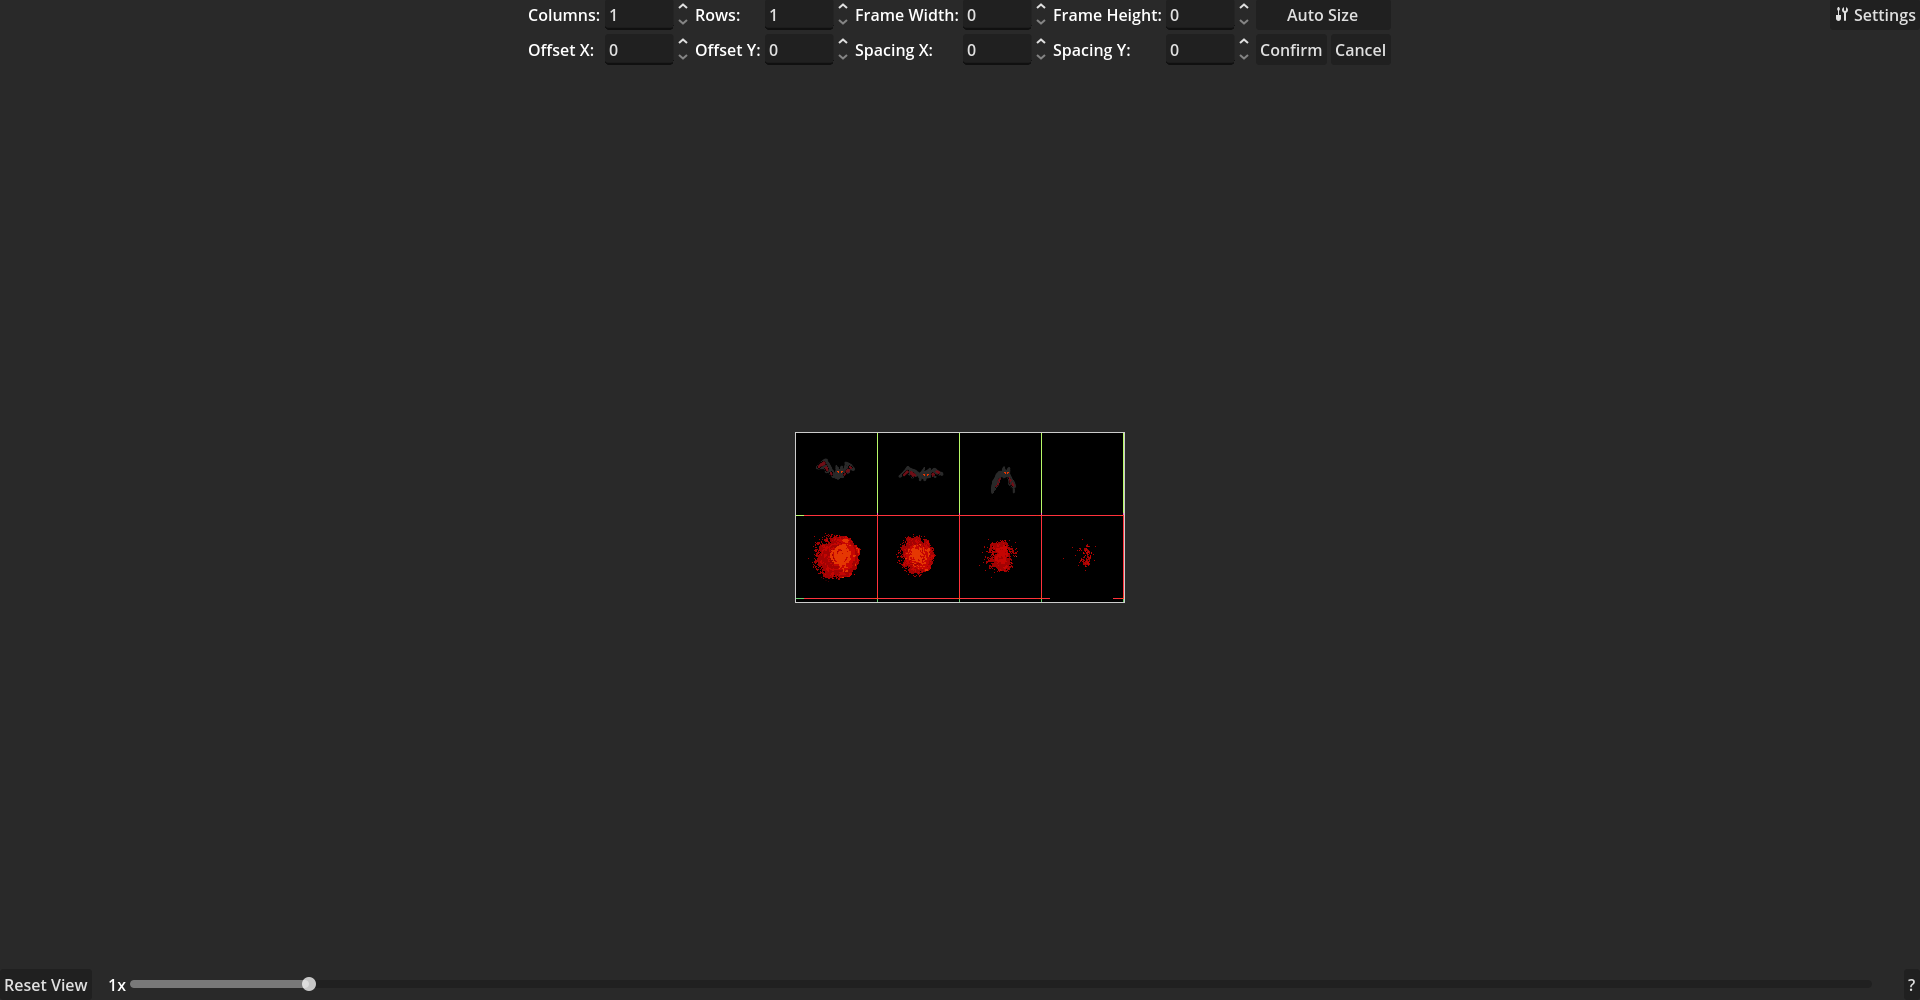 Columns: 1 Rows: 1 Frame Width: 0 Frame Height: 0 Auto Size Settings
Offset X: 0 Offset Y: 0 Spacing X: 0 Spacing Y: 0 Confirm Cancel
Reset View 1x ?